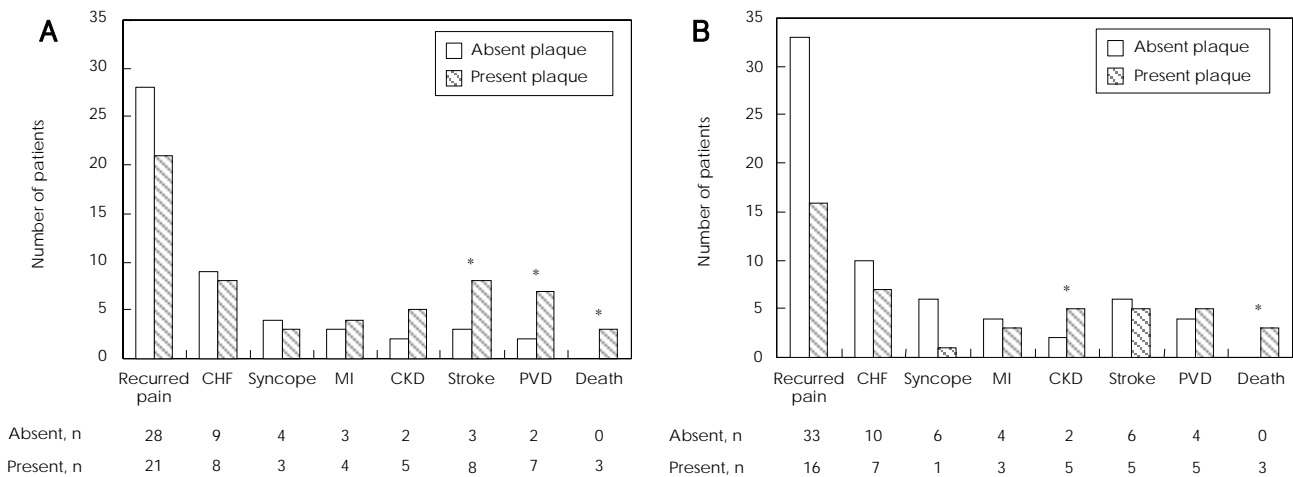 A
Number of patients
35
30
25
20
15
10
5
0
Absent plaque
Present plaque
*
*
*
Recurred pain CHF Syncope MI CKD Stroke PVD Death
Absent, n 28 9 4 3 2 3 2 0
Present, n 21 8 3 4 5 8 7 3
B
Number of patients
35
30
25
20
15
10
5
0
Absent plaque
Present plaque
*
*
Recurred pain CHF Syncope MI CKD Stroke PVD Death
Absent, n 33 10 6 4 2 6 4 0
Present, n 16 7 1 3 5 5 5 3